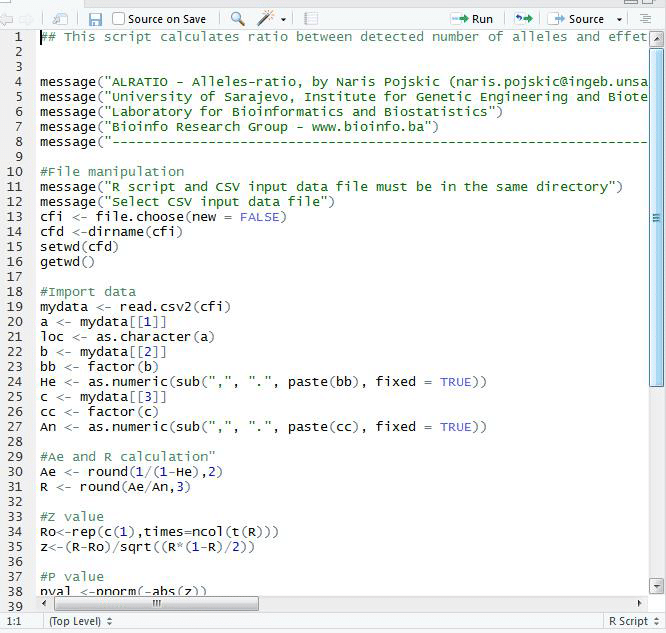 Source on Save Run Source
1 ## This script calculates ratio between detected number of alleles and effet
2
3
4 message("ALRATIO - Alleles-ratio, by Naris Pojskic (naris.pojskic@ingeb.unsa
5 message("University of Sarajevo, Institute for Genetic Engineering and Biote
6 message("Laboratory for Bioinformatics and Biostatistics")
7 message("Bioinfo Research Group - www.bioinfo.ba")
8 message("------------------------------------------------------------------
9
10 #File manipulation
11 message("R script and CSV input data file must be in the same directory")
12 message("Select CSV input data file")
13 cfi <- file.choose(new = FALSE)
14 cfd <-dirname(cfi)
15 setwd(cfd)
16 getwd()
17
18 #Import data
19 mydata <- read.csv2(cfi)
20 a <- mydata[[1]]
21 loc <- as.character(a)
22 b <- mydata[[2]]
23 bb <- factor(b)
24 He <- as.numeric(sub(",", ".", paste(bb), fixed = TRUE))
25 c <- mydata[[3]]
26 cc <- factor(c)
27 An <- as.numeric(sub(",", ".", paste(cc), fixed = TRUE))
28
29 #Ae and R calculation"
30 Ae <- round(1/(1-He),2)
31 R <- round(Ae/An,3)
32
33 #Z value
34 Ro<-rep(c(1),times=ncol(t(R)))
35 z<-(R-Ro)/sqrt((R*(1-R)/2))
36
37 #P value
38 pval <-pnorm(-abs(z))
39
1:1 (Top Level) R Script